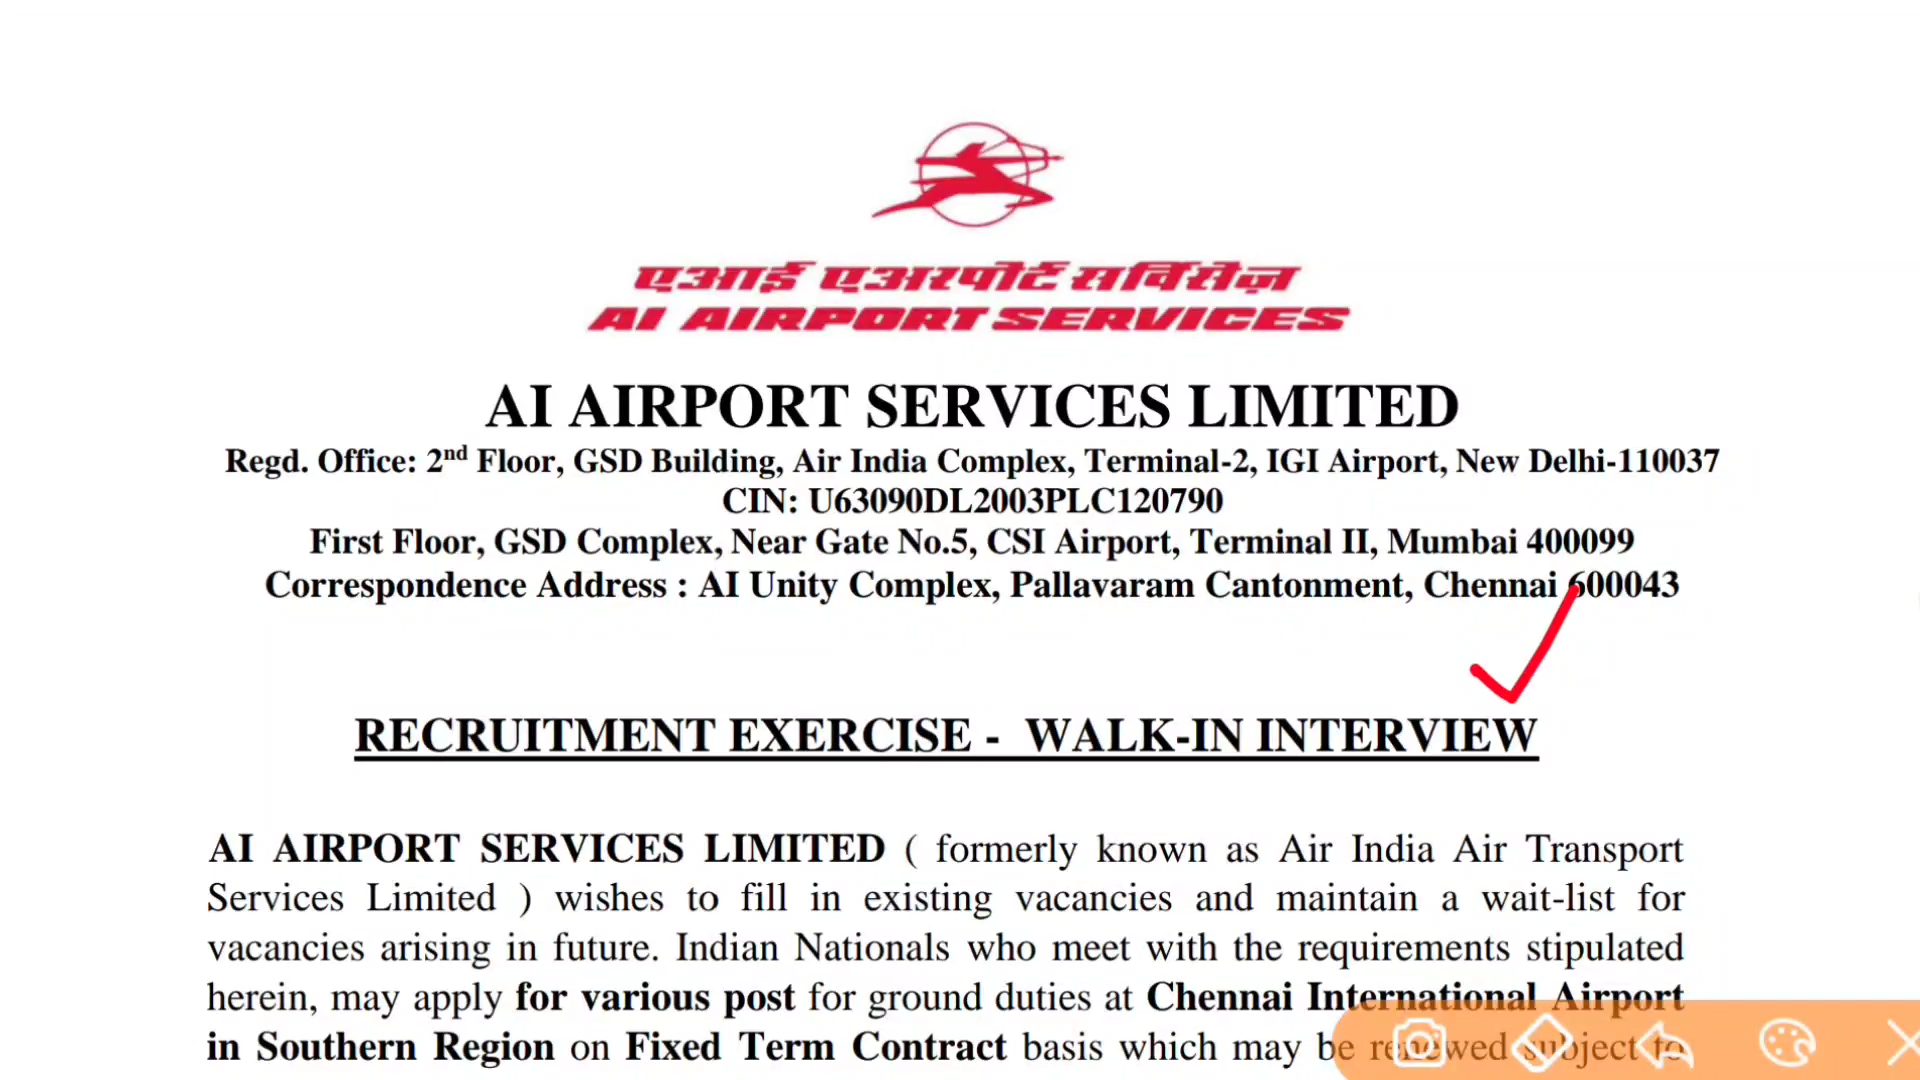 एआई एअरपोर्ट सर्विसेज़
AI AIRPORT SERVICES
AI AIRPORT SERVICES LIMITED
Regd. Office: 2nd Floor, GSD Building, Air India Complex, Terminal-2, IGI Airport, New Delhi-110037
CIN: U63090DL2003PLC120790
First Floor, GSD Complex, Near Gate No.5, CSI Airport, Terminal II, Mumbai 400099
Correspondence Address : AI Unity Complex, Pallavaram Cantonment, Chennai 600043
RECRUITMENT EXERCISE - WALK-IN INTERVIEW
AI AIRPORT SERVICES LIMITED ( formerly known as Air India Air Transport
Services Limited ) wishes to fill in existing vacancies and maintain a wait-list for
vacancies arising in future. Indian Nationals who meet with the requirements stipulated
herein, may apply for various post for ground duties at Chennai International Airport
in Southern Region on Fixed Term Contract basis which may be renewed subject to